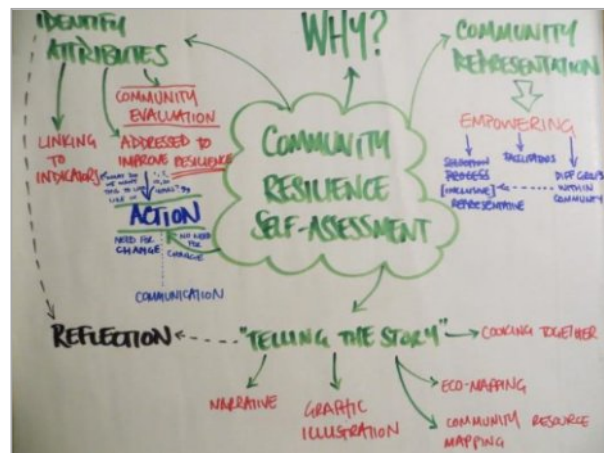 IDENTIFY
ATTRIBUTES
WHY?
COMMUNITY
REPRESENTATION
COMMUNITY
EVALUATION
LINKING
TO
INDICATORS
ADDRESSED TO
IMPROVE RESILIENCE
ACTION
NEED FOR
CHANGE
NO NEED
FOR
CHANGE
COMMUNICATION
COMMUNITY
RESILIENCE
SELF-ASSESSMENT
EMPOWERING
SELECTION
PROCESS
[INCLUSIVE]
REPRESENTATIVE
FACILITATORS
DIFF GROUPS
WITHIN
COMMUNITY
REFLECTION
"TELLING THE STORY"
COOKING TOGETHER
NARRATIVE
GRAPHIC
ILLUSTRATION
ECO-MAPPING
COMMUNITY RESOURCE
MAPPING